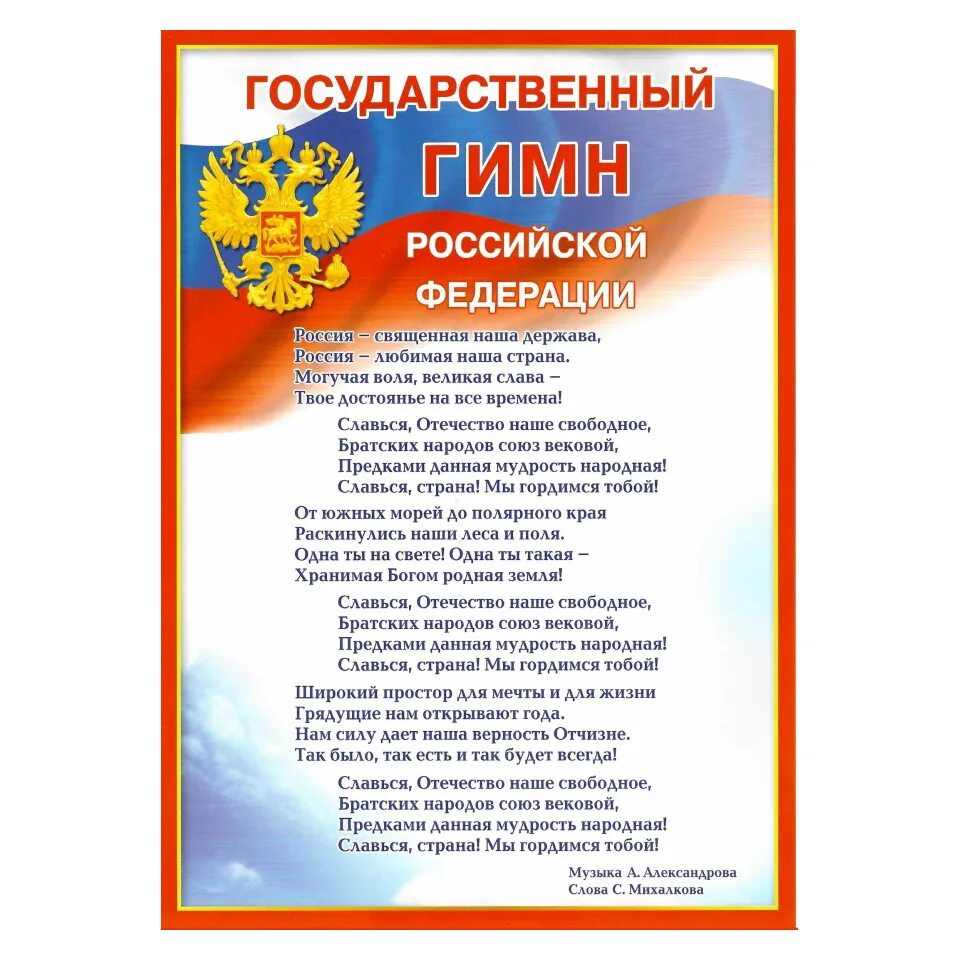 ГОСУДАРСТВЕННЫЙ
ГИМН
РОССИЙСКОЙ
ФЕДЕРАЦИИ
Россия – священная наша держава,
Россия – любимая наша страна.
Могучая воля, великая слава –
Твое достоянье на все времена!
Славься, Отечество наше свободное,
Братских народов союз вековой,
Предками данная мудрость народная!
Славься, страна! Мы гордимся тобой!
От южных морей до полярного края
Раскинулись наши леса и поля.
Одна ты на свете! Одна ты такая –
Хранимая Богом родная земля!
Славься, Отечество наше свободное,
Братских народов союз вековой,
Предками данная мудрость народная!
Славься, страна! Мы гордимся тобой!
Широкий простор для мечты и для жизни
Грядущие нам открывают года.
Нам силу дает наша верность Отчизне.
Так было, так есть и так будет всегда!
Славься, Отечество наше свободное,
Братских народов союз вековой,
Предками данная мудрость народная!
Славься, страна! Мы гордимся тобой!
Музыка А. Александрова
Слова С. Михалкова